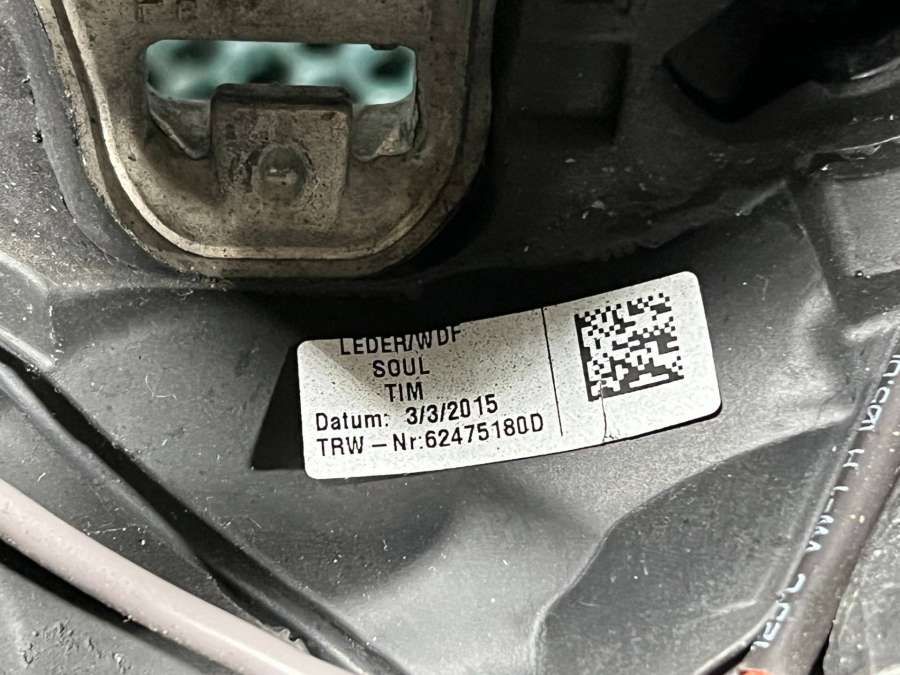 LEDER/WDF
SOUL
TIM
Datum: 3/3/2015
TRW-Nr:62475180D